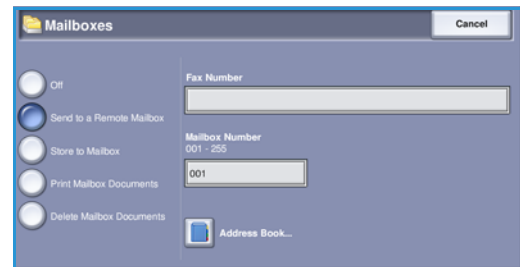 Mailboxes
Cancel
Off
Send to a Remote Mailbox
Store to Mailbox
Print Mailbox Documents
Delete Mailbox Documents
Fax Number
Mailbox Number
001 - 255
001
Address Book...